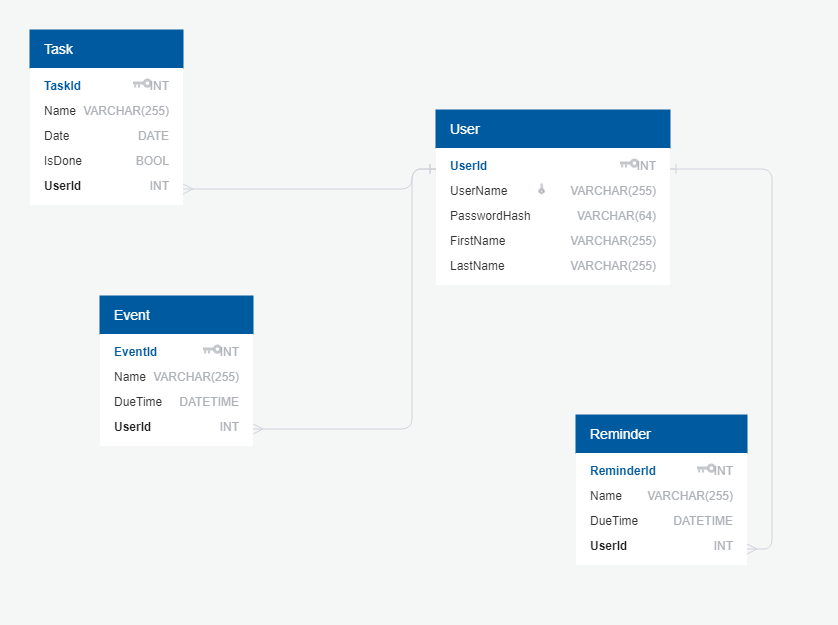 Task
TaskId INT
Name VARCHAR(255)
Date DATE
IsDone BOOL
UserId INT
User
UserId INT
UserName VARCHAR(255)
PasswordHash VARCHAR(64)
FirstName VARCHAR(255)
LastName VARCHAR(255)
Event
EventId INT
Name VARCHAR(255)
DueTime DATETIME
UserId INT
Reminder
ReminderId INT
Name VARCHAR(255)
DueTime DATETIME
UserId INT